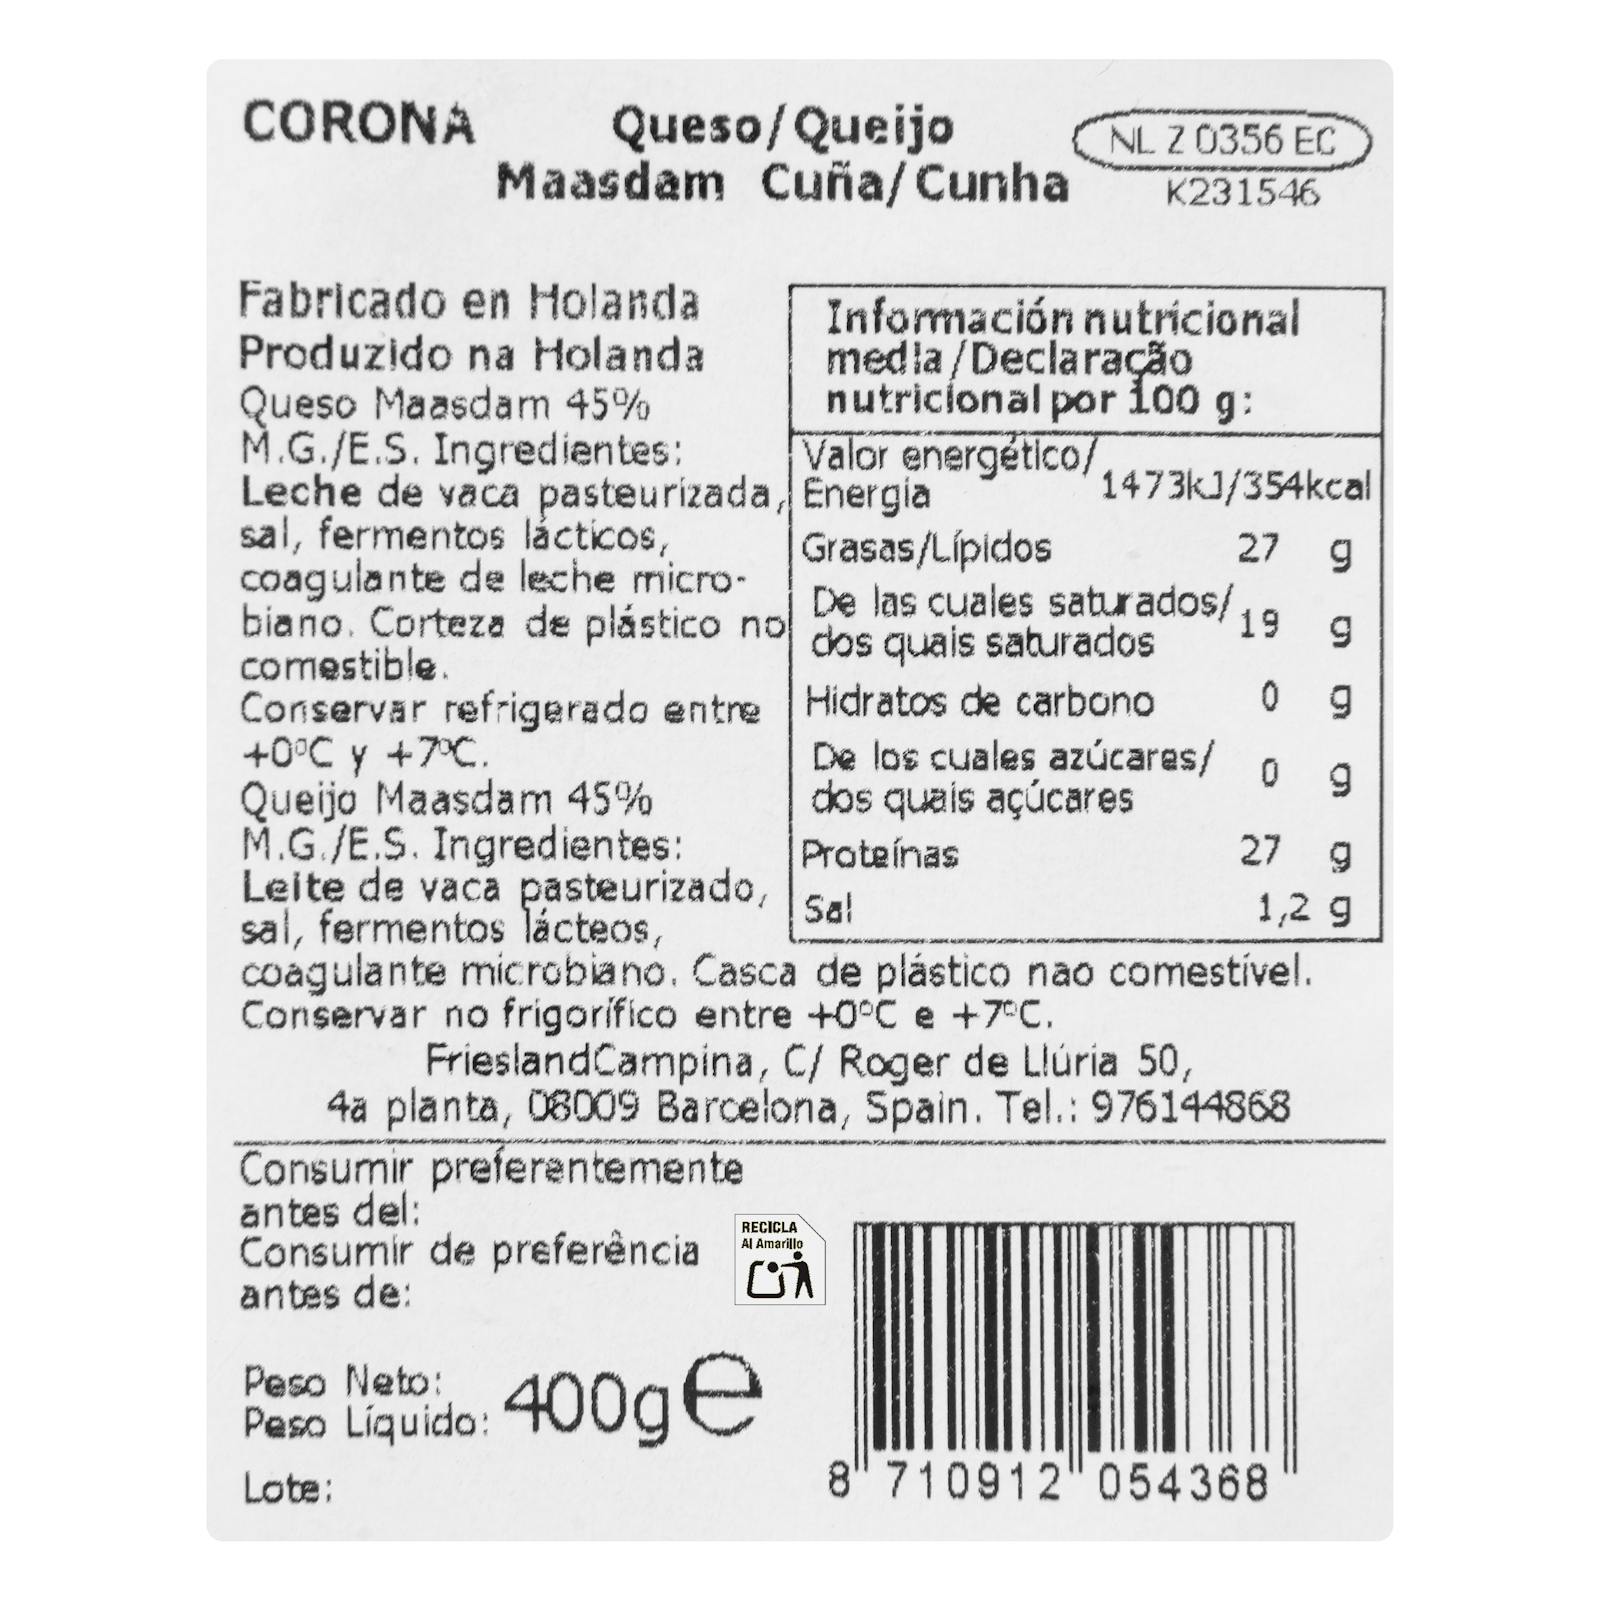 CORONA
Queso/Queijo
Maasdam Cuña/Cunha
NL Z 0356 EC
K231546
Fabricado en Holanda
Produzido na Holanda
Queso Maasdam 45%
M.G./E.S. Ingredientes:
Leche de vaca pasteurizada,
sal, fermentos lácticos,
coagulante de leche micro-
biano. Corteza de plástico no
comestible.
Conservar refrigerado entre
+0ºC y +7ºC.
Queijo Maasdam 45%
M.G./E.S. Ingredientes:
Leite de vaca pasteurizado,
sal, fermentos lácteos,
coagulante microbiano. Casca de plástico nao comestível.
Conservar no frigorífico entre +0ºC e +7ºC.
Información nutricional
media/Declaração
nutricional por 100 g:
Valor energético/
Energia 1473kJ/354kcal
Grasas/Lípidos 27 g
De las cuales saturados/
dos quais saturados 19 g
Hidratos de carbono 0 g
De los cuales azúcares/
dos quais açúcares 0 g
Proteínas 27 g
Sal 1,2 g
FrieslandCampina, C/ Roger de Llúria 50,
4a planta, 08009 Barcelona, Spain. Tel.: 976144868
Consumir preferentemente
antes del:
Consumir de preferência
antes de:
RECICLA
Al Amarillo
Peso Neto:
Peso Líquido: 400g e
Lote:
8 710912 054368